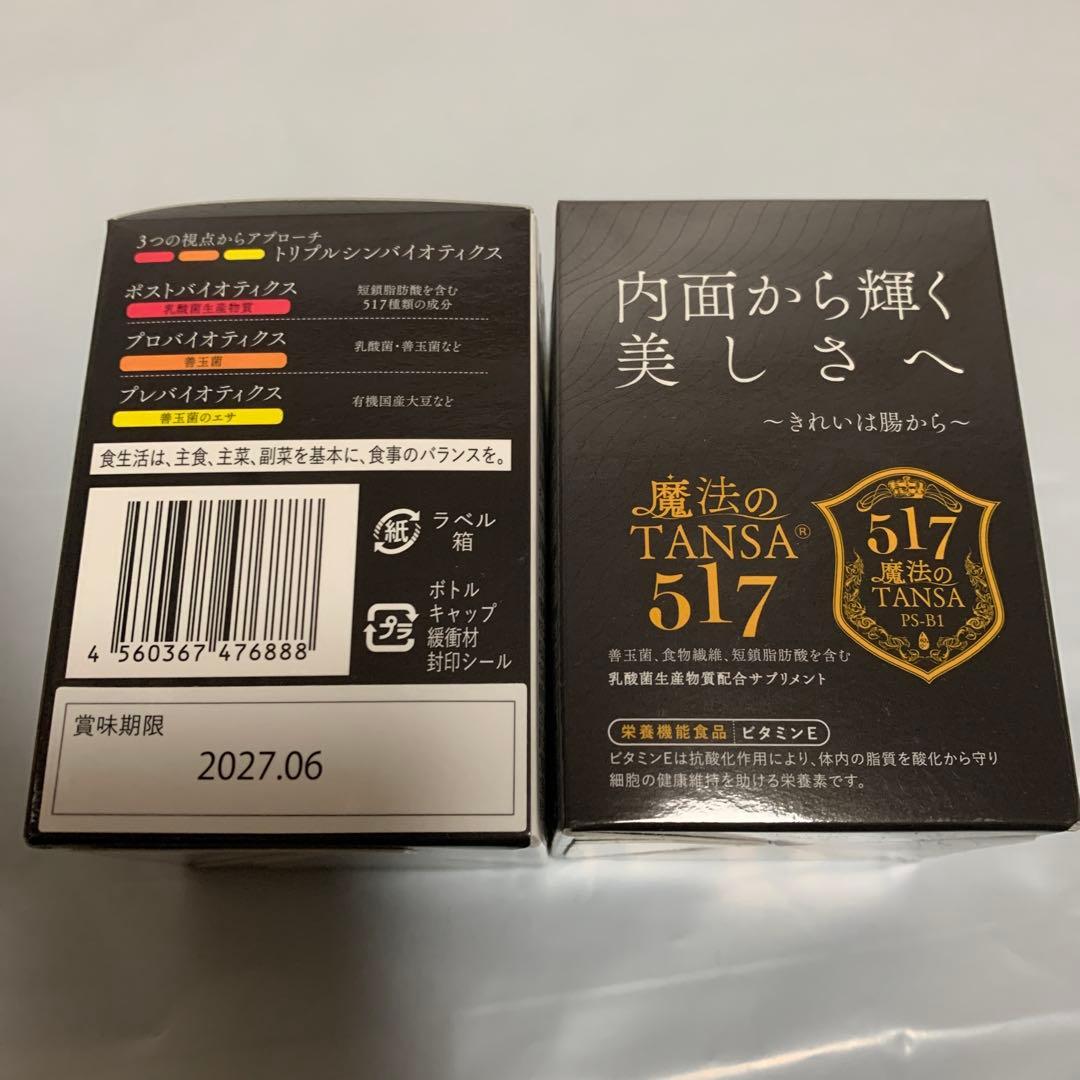 3つの視点からアプローチ
トリプルシンバイオティクス
ポストバイオティクス
乳酸菌生産物質
短鎖脂肪酸を含む
517種類の成分
プロバイオティクス
善玉菌
乳酸菌・善玉菌など
プレバイオティクス
善玉菌のエサ
有機国産大豆など
食生活は、主食、主菜、副菜を基本に、食事のバランスを。
4 560367 476888
紙
ラベル
箱
プラ
ボトル
キャップ
緩衝材
封印シール
賞味期限
2027.06
内面から輝く
美しさへ
～きれいは腸から～
魔法の
TANSA®
517
517
魔法の
TANSA
PS-B1
善玉菌、食物繊維、短鎖脂肪酸を含む
乳酸菌生産物質配合サプリメント
栄養機能食品 ビタミンE
ビタミンEは抗酸化作用により、体内の脂質を酸化から守り
細胞の健康維持を助ける栄養素です。